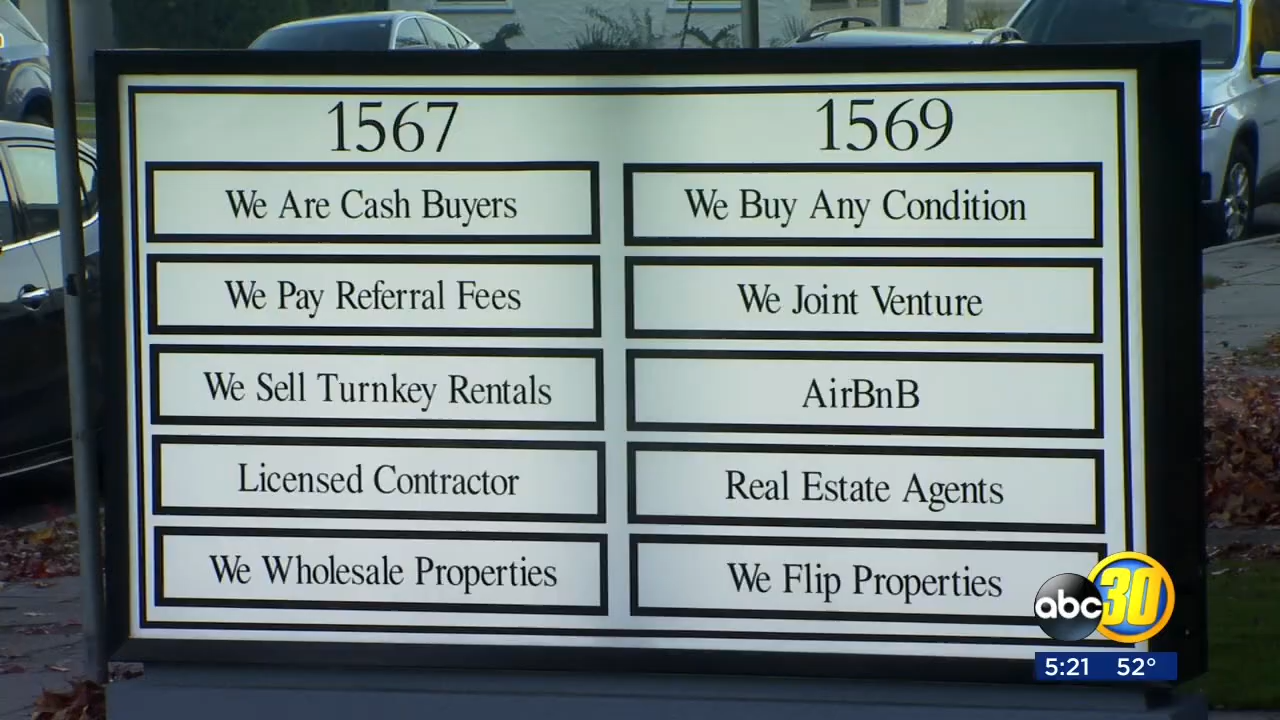 1567
We Are Cash Buyers
We Pay Referral Fees
We Sell Turnkey Rentals
Licensed Contractor
We Wholesale Properties
1569
We Buy Any Condition
We Joint Venture
AirBnB
Real Estate Agents
We Flip Properties
abc 30
5:21 52°